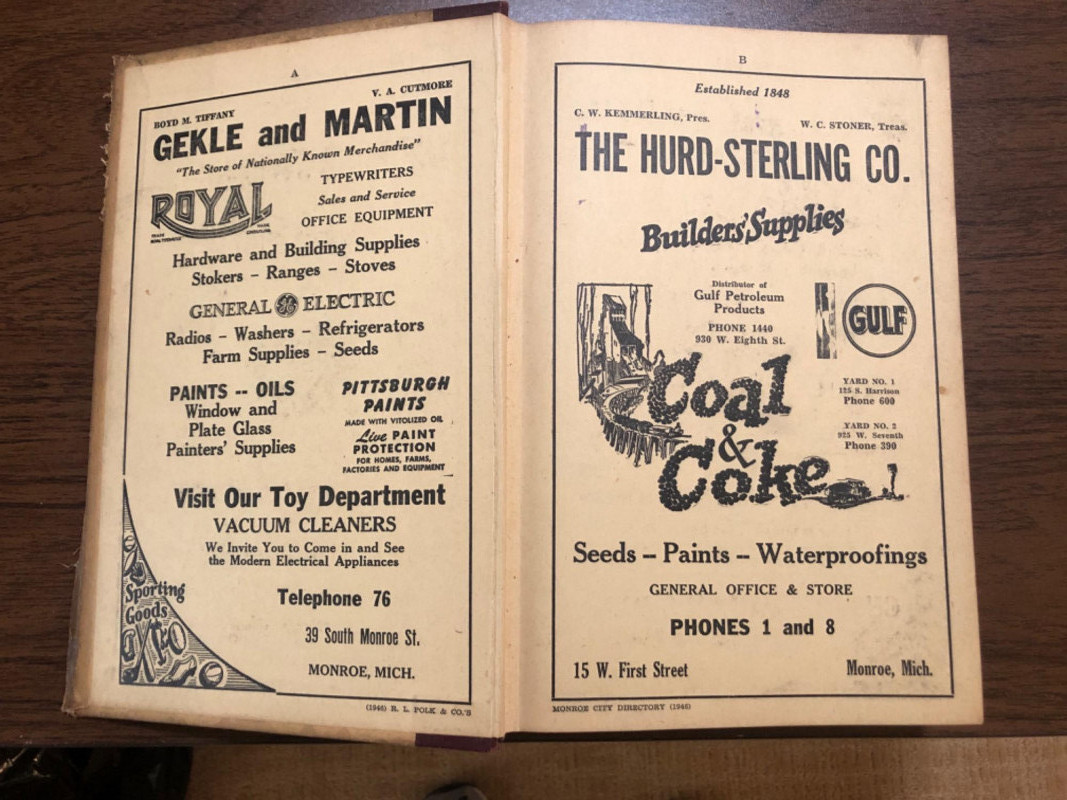 A
BOYD M. TIFFANY
V. A. CUTMORE
GEKLE and MARTIN
"The Store of Nationally Known Merchandise"
ROYAL
TRADE
MARK
TYPEWRITERS
Sales and Service
OFFICE EQUIPMENT
Hardware and Building Supplies
Stokers - Ranges - Stoves
GENERAL GE ELECTRIC
Radios - Washers - Refrigerators
Farm Supplies - Seeds
PAINTS -- OILS
Window and
Plate Glass
Painters' Supplies
PITTSBURGH
PAINTS
MADE WITH VITOLIZED OIL
Live PAINT
PROTECTION
FOR HOMES, FARMS,
FACTORIES AND EQUIPMENT
Visit Our Toy Department
VACUUM CLEANERS
We Invite You to Come in and See
the Modern Electrical Appliances
Sporting
Goods
Telephone 76
39 South Monroe St.
MONROE, MICH.
(1946) R. L. POLK & CO.'S
B
Established 1848
C. W. KEMMERLING, Pres.
W. C. STONER, Treas.
THE HURD-STERLING CO.
Builders' Supplies
Distributor of
Gulf Petroleum
Products
PHONE 1440
930 W. Eighth St.
GULF
Coal
&
Coke
YARD NO. 1
125 S. Harrison
Phone 600
YARD NO. 2
925 W. Seventh
Phone 390
Seeds -- Paints -- Waterproofings
GENERAL OFFICE & STORE
PHONES 1 and 8
15 W. First Street
Monroe, Mich.
MONROE CITY DIRECTORY (1946)